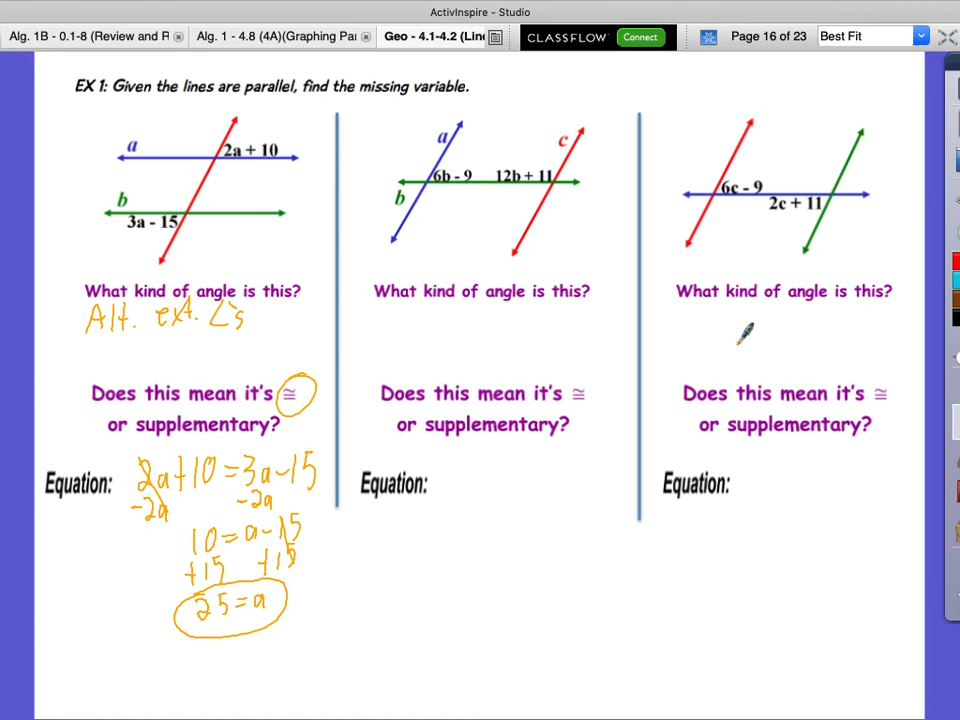 ActivInspire - Studio
Alg. 1B - 0.1-8 (Review and R
Alg. 1 - 4.8 (4A)(Graphing Par
Geo - 4.1-4.2 (Line
CLASSFLOW Connect
Page 16 of 23
Best Fit
EX 1: Given the lines are parallel, find the missing variable.
a
2a + 10
b
3a - 15
What kind of angle is this?
Alt. ext. ∠'s
Does this mean it's ≅
or supplementary?
Equation: 2a+10=3a-15
-2a -2a
10=a-15
+15 +15
25=a
a
c
6b - 9 12b + 11
b
What kind of angle is this?
Does this mean it's ≅
or supplementary?
Equation:
6c - 9
2c + 11
What kind of angle is this?
Does this mean it's ≅
or supplementary?
Equation: